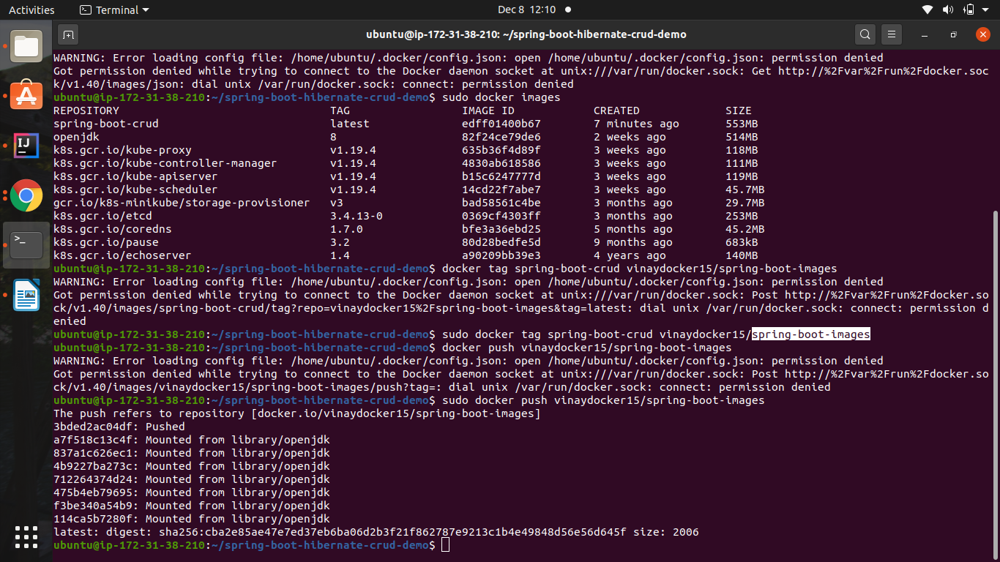 Activities
Terminal
Dec 8 12:10
ubuntu@ip-172-31-38-210: ~/spring-boot-hibernate-crud-demo
WARNING: Error loading config file: /home/ubuntu/.docker/config.json: open /home/ubuntu/.docker/config.json: permission denied
Got permission denied while trying to connect to the Docker daemon socket at unix:///var/run/docker.sock: Get http://%2Fvar%2Frun%2Fdocker.soc
k/v1.40/images/json: dial unix /var/run/docker.sock: connect: permission denied
ubuntu@ip-172-31-38-210:~/spring-boot-hibernate-crud-demo$ sudo docker images
REPOSITORY TAG IMAGE ID CREATED SIZE
spring-boot-crud latest edff01400b67 7 minutes ago 553MB
openjdk 8 82f24ce79de6 2 weeks ago 514MB
k8s.gcr.io/kube-proxy v1.19.4 635b36f4d89f 3 weeks ago 118MB
k8s.gcr.io/kube-controller-manager v1.19.4 4830ab618586 3 weeks ago 111MB
k8s.gcr.io/kube-apiserver v1.19.4 b15c6247777d 3 weeks ago 119MB
k8s.gcr.io/kube-scheduler v1.19.4 14cd22f7abe7 3 weeks ago 45.7MB
gcr.io/k8s-minikube/storage-provisioner v3 bad58561c4be 3 months ago 29.7MB
k8s.gcr.io/etcd 3.4.13-0 0369cf4303ff 3 months ago 253MB
k8s.gcr.io/coredns 1.7.0 bfe3a36ebd25 5 months ago 45.2MB
k8s.gcr.io/pause 3.2 80d28bedfe5d 9 months ago 683kB
k8s.gcr.io/echoserver 1.4 a90209bb39e3 4 years ago 140MB
ubuntu@ip-172-31-38-210:~/spring-boot-hibernate-crud-demo$ docker tag spring-boot-crud vinaydocker15/spring-boot-images
WARNING: Error loading config file: /home/ubuntu/.docker/config.json: open /home/ubuntu/.docker/config.json: permission denied
Got permission denied while trying to connect to the Docker daemon socket at unix:///var/run/docker.sock: Post http://%2Fvar%2Frun%2Fdocker.so
ck/v1.40/images/spring-boot-crud/tag?repo=vinaydocker15%2Fspring-boot-images&tag=latest: dial unix /var/run/docker.sock: connect: permission d
enied
ubuntu@ip-172-31-38-210:~/spring-boot-hibernate-crud-demo$ sudo docker tag spring-boot-crud vinaydocker15/spring-boot-images
ubuntu@ip-172-31-38-210:~/spring-boot-hibernate-crud-demo$ docker push vinaydocker15/spring-boot-images
WARNING: Error loading config file: /home/ubuntu/.docker/config.json: open /home/ubuntu/.docker/config.json: permission denied
Got permission denied while trying to connect to the Docker daemon socket at unix:///var/run/docker.sock: Post http://%2Fvar%2Frun%2Fdocker.so
ck/v1.40/images/vinaydocker15/spring-boot-images/push?tag=: dial unix /var/run/docker.sock: connect: permission denied
ubuntu@ip-172-31-38-210:~/spring-boot-hibernate-crud-demo$ sudo docker push vinaydocker15/spring-boot-images
The push refers to repository [docker.io/vinaydocker15/spring-boot-images]
3bded2ac04df: Pushed
a7f518c13c4f: Mounted from library/openjdk
837a1c626ec1: Mounted from library/openjdk
4b9227ba273c: Mounted from library/openjdk
712264374d24: Mounted from library/openjdk
475b4eb79695: Mounted from library/openjdk
f3be340a54b9: Mounted from library/openjdk
114ca5b7280f: Mounted from library/openjdk
latest: digest: sha256:cba2e85ae47e7ed37eb6ba06d2b3f21f862787e9213c1b4e49848d56e56d645f size: 2006
ubuntu@ip-172-31-38-210:~/spring-boot-hibernate-crud-demo$